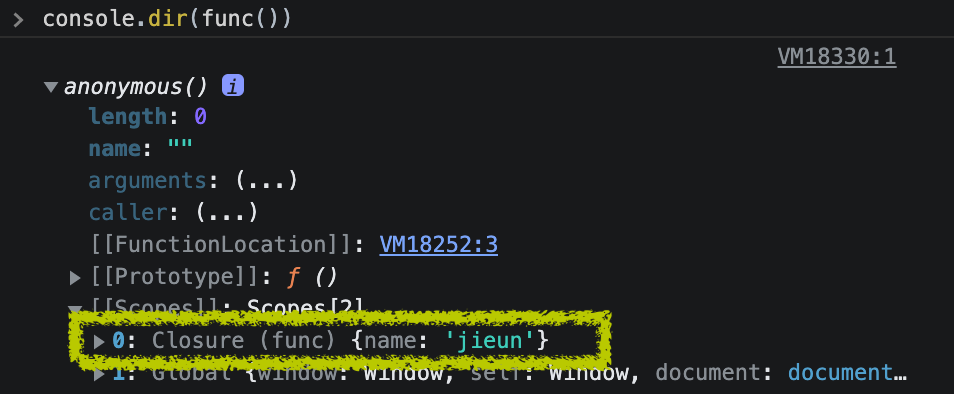 console.dir(func())
VM18330:1
anonymous() i
length: 0
name: ""
arguments: (...)
caller: (...)
[[FunctionLocation]]: VM18252:3
[[Prototype]]: ƒ ()
[[Scopes]]: Scopes[2]
0: Closure (func) {name: 'jieun'}
1: Global {window: Window, self: Window, document: document…